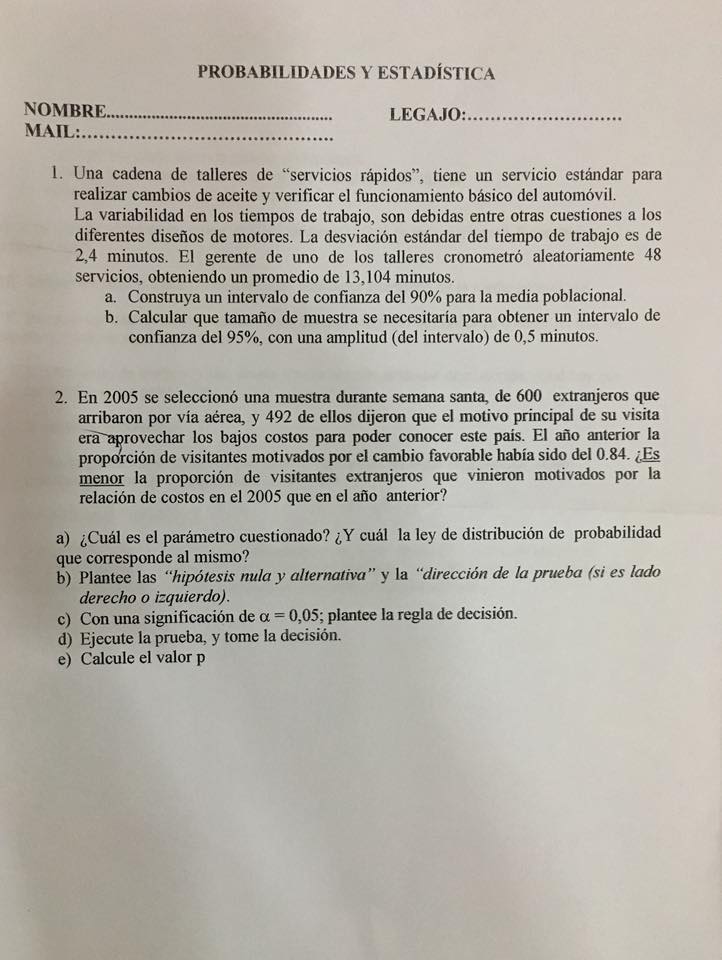 PROBABILIDADES Y ESTADÍSTICA
NOMBRE.................................................. LEGAJO:............................
MAIL:.......................................
1. Una cadena de talleres de “servicios rápidos”, tiene un servicio estándar para
realizar cambios de aceite y verificar el funcionamiento básico del automóvil.
La variabilidad en los tiempos de trabajo, son debidas entre otras cuestiones a los
diferentes diseños de motores. La desviación estándar del tiempo de trabajo es de
2,4 minutos. El gerente de uno de los talleres cronometró aleatoriamente 48
servicios, obteniendo un promedio de 13,104 minutos.
a. Construya un intervalo de confianza del 90% para la media poblacional.
b. Calcular que tamaño de muestra se necesitaría para obtener un intervalo de
confianza del 95%, con una amplitud (del intervalo) de 0,5 minutos.
2. En 2005 se seleccionó una muestra durante semana santa, de 600 extranjeros que
arribaron por vía aérea, y 492 de ellos dijeron que el motivo principal de su visita
era aprovechar los bajos costos para poder conocer este país. El año anterior la
proporción de visitantes motivados por el cambio favorable había sido del 0.84. ¿Es
menor la proporción de visitantes extranjeros que vinieron motivados por la
relación de costos en el 2005 que en el año anterior?
a) ¿Cuál es el parámetro cuestionado? ¿Y cuál la ley de distribución de probabilidad
que corresponde al mismo?
b) Plantee las “hipótesis nula y alternativa” y la “dirección de la prueba (si es lado
derecho o izquierdo).
c) Con una significación de α = 0,05; plantee la regla de decisión.
d) Ejecute la prueba, y tome la decisión.
e) Calcule el valor p